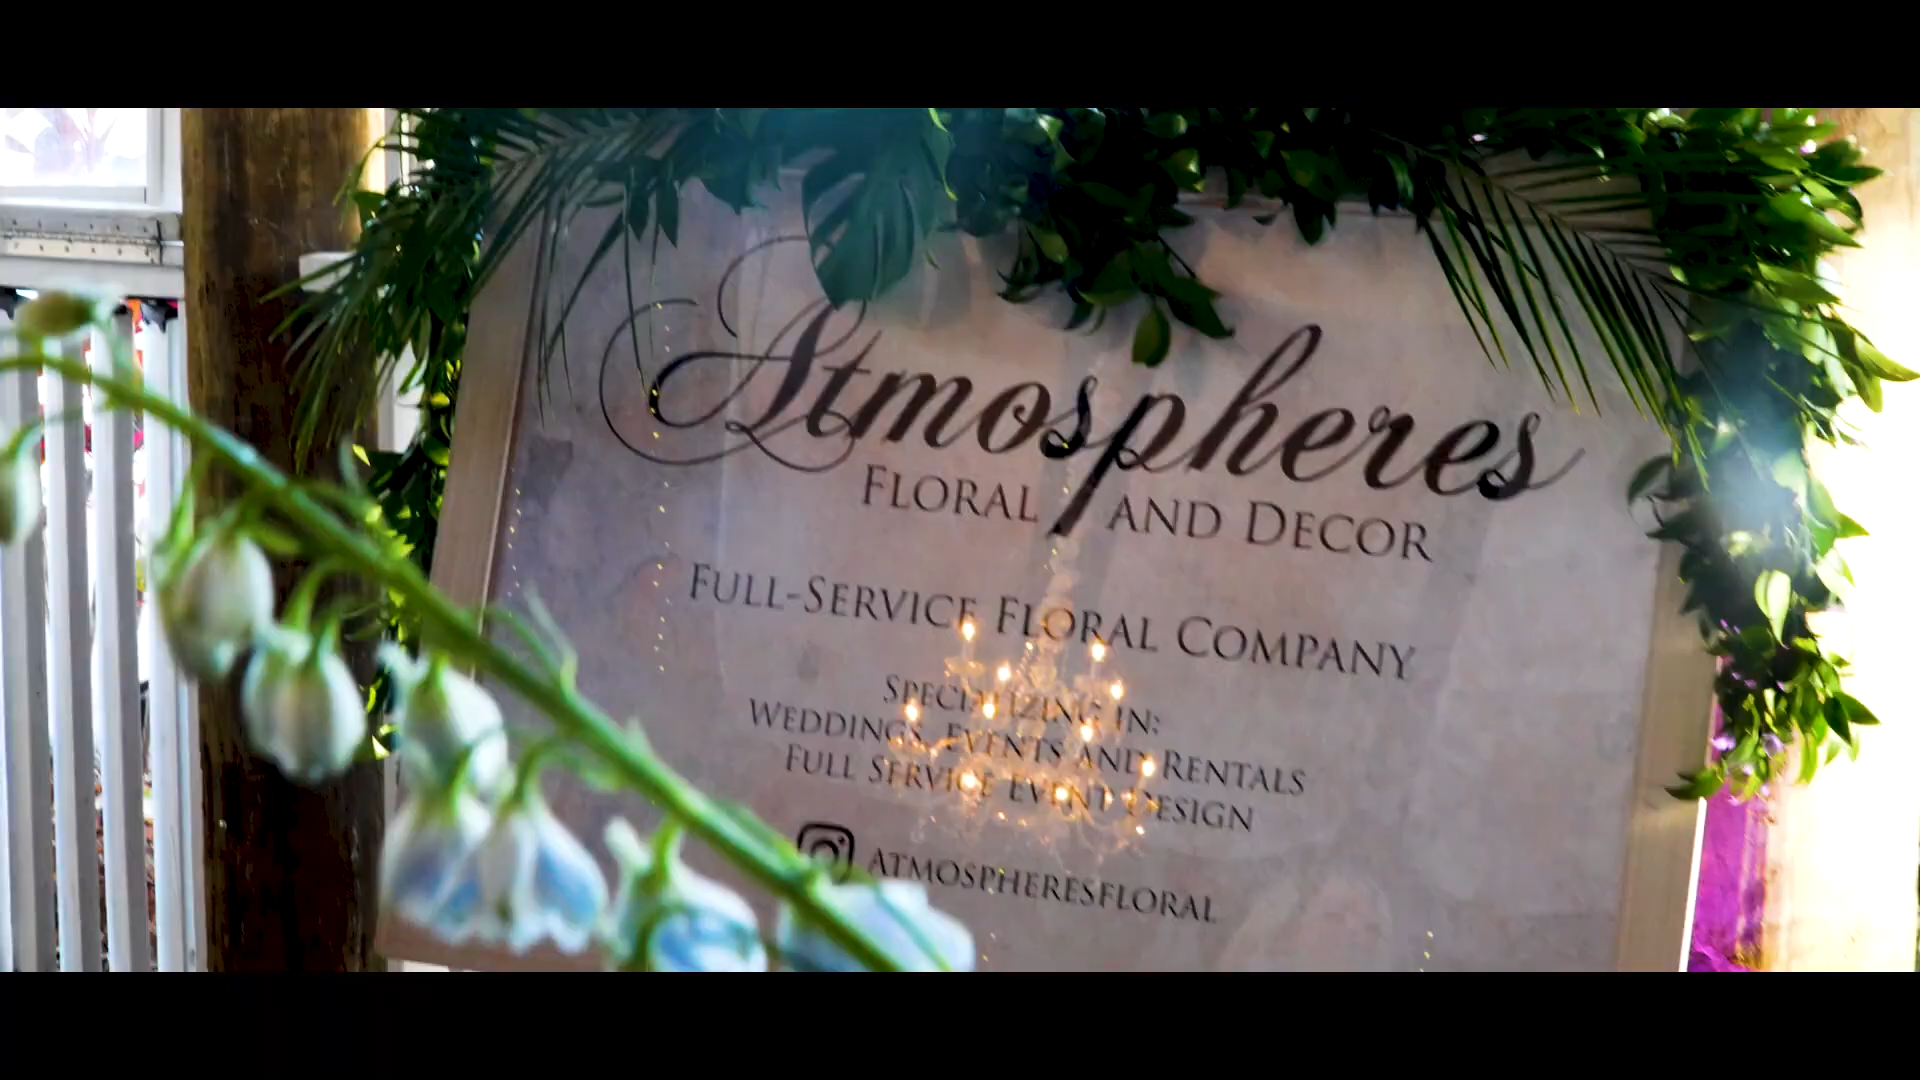 Atmospheres
FLORAL AND DECOR
FULL-SERVICE FLORAL COMPANY
SPECIALIZING IN:
WEDDINGS, EVENTS AND RENTALS
FULL SERVICE EVENT DESIGN
ATMOSPHERESFLORAL